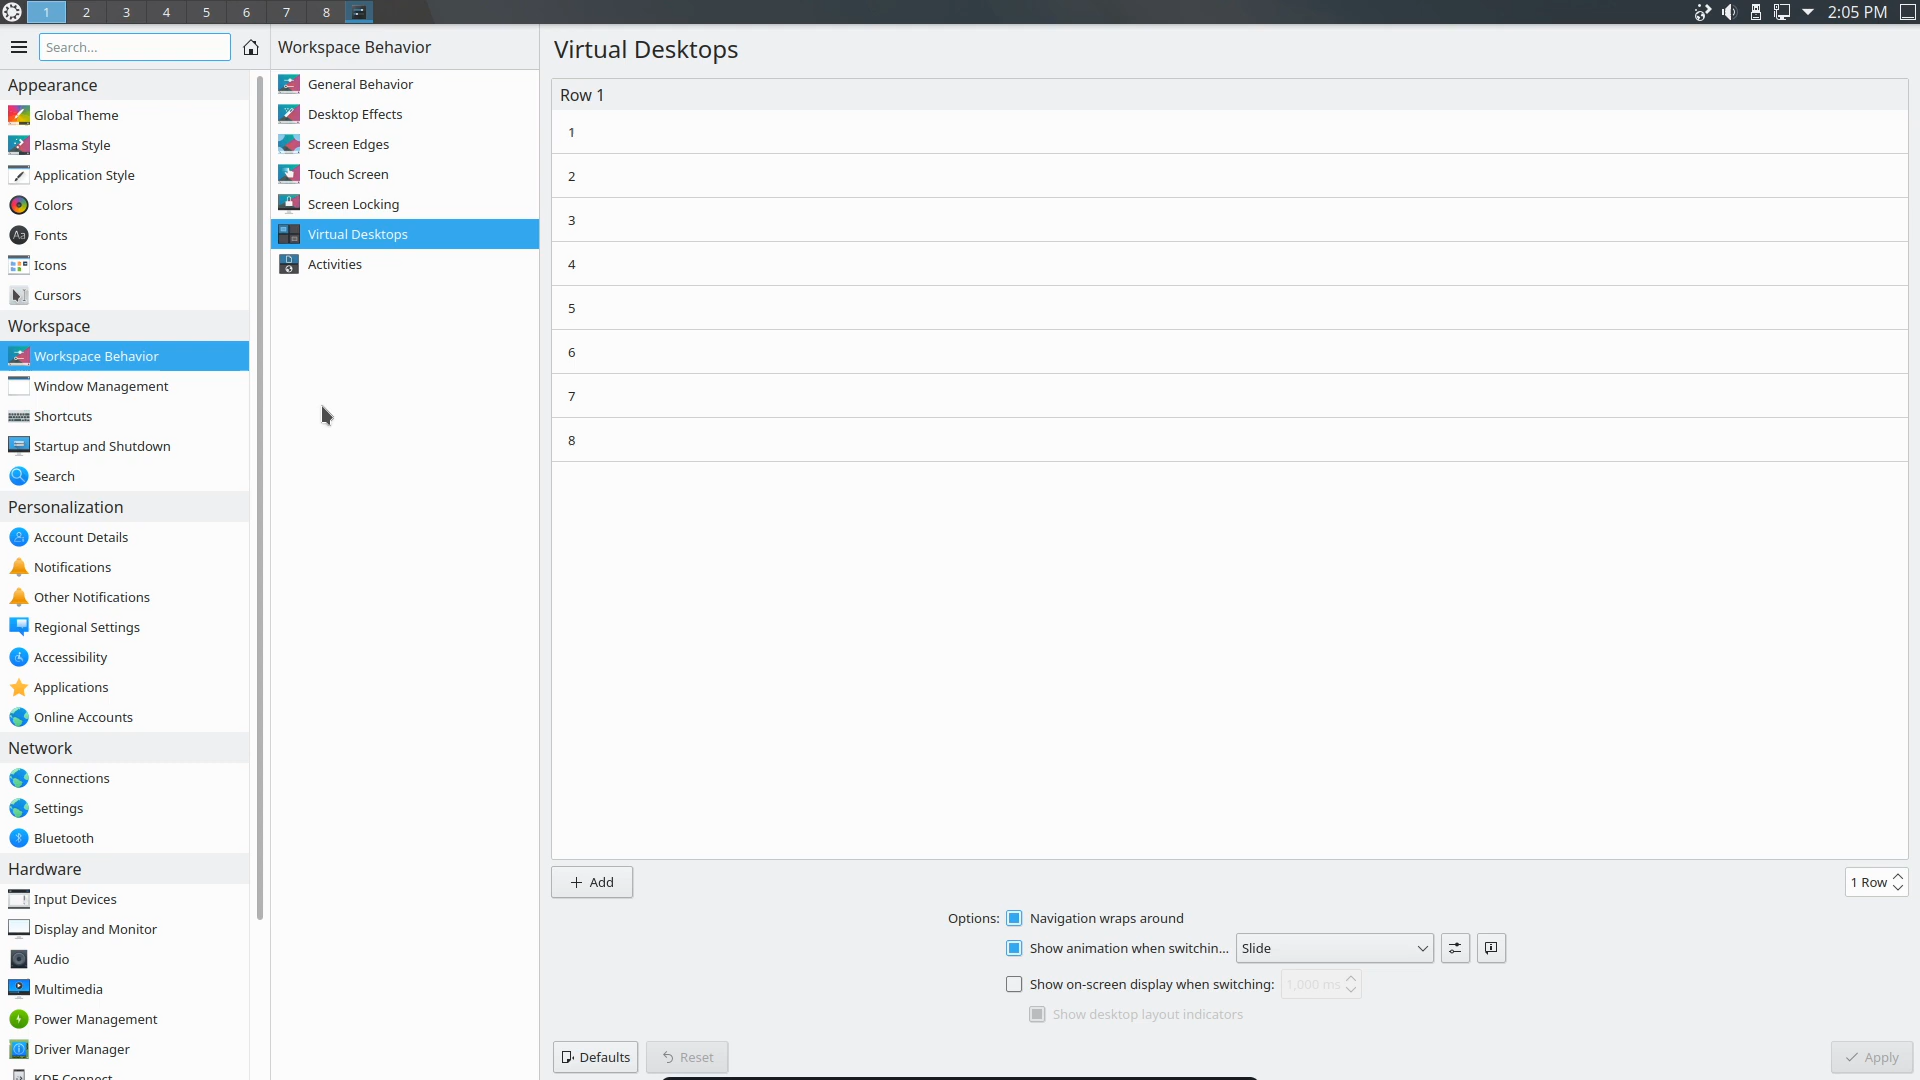 1 2 3 4 5 6 7 8 2:05 PM
Search...
Appearance
Global Theme
Plasma Style
Application Style
Colors
Fonts
Icons
Cursors
Workspace
Workspace Behavior
Window Management
Shortcuts
Startup and Shutdown
Search
Personalization
Account Details
Notifications
Other Notifications
Regional Settings
Accessibility
Applications
Online Accounts
Network
Connections
Settings
Bluetooth
Hardware
Input Devices
Display and Monitor
Audio
Multimedia
Power Management
Driver Manager
KDE Connect
Workspace Behavior
General Behavior
Desktop Effects
Screen Edges
Touch Screen
Screen Locking
Virtual Desktops
Activities
Virtual Desktops
Row 1
1
2
3
4
5
6
7
8
Add
1 Row
Options: Navigation wraps around
Show animation when switchin... Slide
Show on-screen display when switching: 1,000 ms
Show desktop layout indicators
Defaults Reset Apply